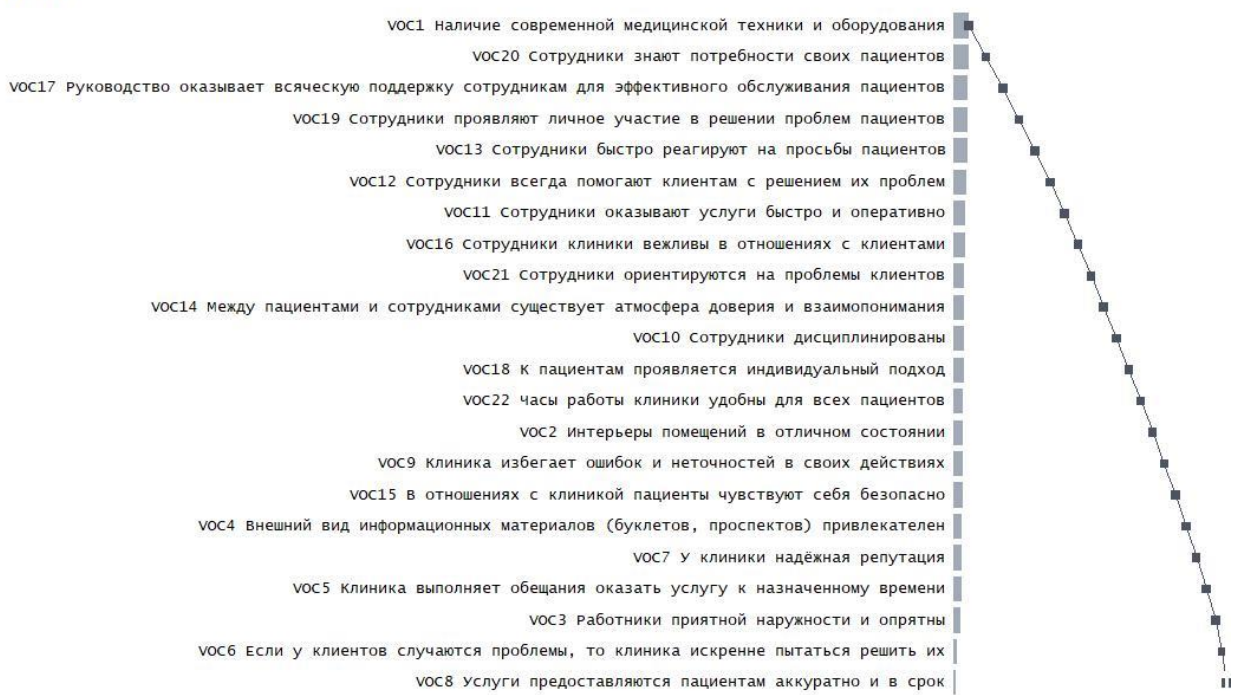 VOC1 Наличие современной медицинской техники и оборудования
VOC20 Сотрудники знают потребности своих пациентов
VOC17 Руководство оказывает всяческую поддержку сотрудникам для эффективного обслуживания пациентов
VOC19 Сотрудники проявляют личное участие в решении проблем пациентов
VOC13 Сотрудники быстро реагируют на просьбы пациентов
VOC12 Сотрудники всегда помогают клиентам с решением их проблем
VOC11 Сотрудники оказывают услуги быстро и оперативно
VOC16 Сотрудники клиники вежливы в отношениях с клиентами
VOC21 Сотрудники ориентируются на проблемы клиентов
VOC14 Между пациентами и сотрудниками существует атмосфера доверия и взаимопонимания
VOC10 Сотрудники дисциплинированы
VOC18 К пациентам проявляется индивидуальный подход
VOC22 Часы работы клиники удобны для всех пациентов
VOC2 Интерьеры помещений в отличном состоянии
VOC9 Клиника избегает ошибок и неточностей в своих действиях
VOC15 В отношениях с клиникой пациенты чувствуют себя безопасно
VOC4 Внешний вид информационных материалов (буклетов, проспектов) привлекателен
VOC7 У клиники надёжная репутация
VOC5 Клиника выполняет обещания оказать услугу к назначенному времени
VOC3 Работники приятной наружности и опрятны
VOC6 Если у клиентов случаются проблемы, то клиника искренне пытаться решить их
VOC8 Услуги предоставляются пациентам аккуратно и в срок